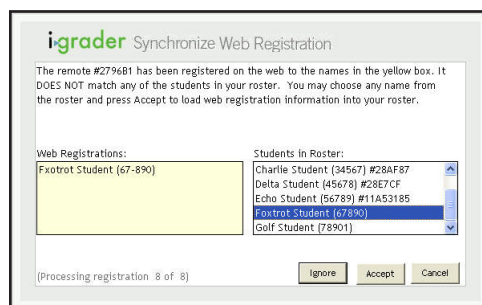 i>grader Synchronize Web Registration
The remote #2796B1 has been registered on the web to the names in the yellow box. It
DOES NOT match any of the students in your roster. You may choose any name from
the roster and press Accept to load web registration information into your roster.
Web Registrations:
Fxotrot Student (67-890)
Students in Roster:
Charlie Student (34567) #28AF87
Delta Student (45678) #28E7CF
Echo Student (56789) #11A53185
Foxtrot Student (67890)
Golf Student (78901)
(Processing registration 8 of 8)
Ignore
Accept
Cancel